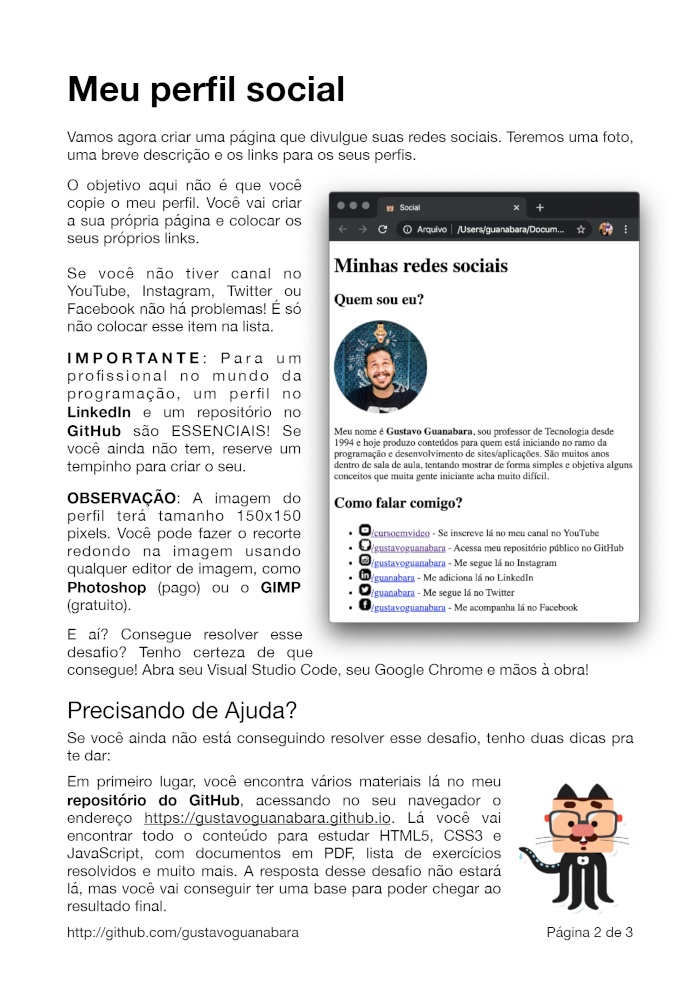 Meu perfil social
Vamos agora criar uma página que divulgue suas redes sociais. Teremos uma foto,
uma breve descrição e os links para os seus perfis.
O objetivo aqui não é que você
copie o meu perfil. Você vai criar
a sua própria página e colocar os
seus próprios links.
Se você não tiver canal no
YouTube, Instagram, Twitter ou
Facebook não há problemas! É só
não colocar esse item na lista.
IMPORTANTE: Para um
profissional no mundo da
programação, um perfil no
LinkedIn e um repositório no
GitHub são ESSENCIAIS! Se
você ainda não tem, reserve um
tempinho para criar o seu.
OBSERVAÇÃO: A imagem do
perfil terá tamanho 150x150
pixels. Você pode fazer o recorte
redondo na imagem usando
qualquer editor de imagem, como
Photoshop (pago) ou o GIMP
(gratuito).
E aí? Consegue resolver esse
desafio? Tenho certeza de que
consegue! Abra seu Visual Studio Code, seu Google Chrome e mãos à obra!
Social
Arquivo | /Users/guanabara/Docum...
Minhas redes sociais
Quem sou eu?
Meu nome é Gustavo Guanabara, sou professor de Tecnologia desde
1994 e hoje produzo conteúdos para quem está iniciando no ramo da
programação e desenvolvimento de sites/aplicações. São muitos anos
dentro de sala de aula, tentando mostrar de forma simples e objetiva alguns
conceitos que muita gente iniciante acha muito difícil.
Como falar comigo?
• /cursoemvideo - Se inscreve lá no meu canal no YouTube
• /gustavoguanabara - Acessa meu repositório público no GitHub
• /gustavoguanabara - Me segue lá no Instagram
• /guanabara - Me adiciona lá no LinkedIn
• /guanabara - Me segue lá no Twitter
• /gustavoguanabara - Me acompanha lá no Facebook
Precisando de Ajuda?
Se você ainda não está conseguindo resolver esse desafio, tenho duas dicas pra
te dar:
Em primeiro lugar, você encontra vários materiais lá no meu
repositório do GitHub, acessando no seu navegador o
endereço https://gustavoguanabara.github.io. Lá você vai
encontrar todo o conteúdo para estudar HTML5, CSS3 e
JavaScript, com documentos em PDF, lista de exercícios
resolvidos e muito mais. A resposta desse desafio não estará
lá, mas você vai conseguir ter uma base para poder chegar ao
resultado final.
http://github.com/gustavoguanabara
Página 2 de 3